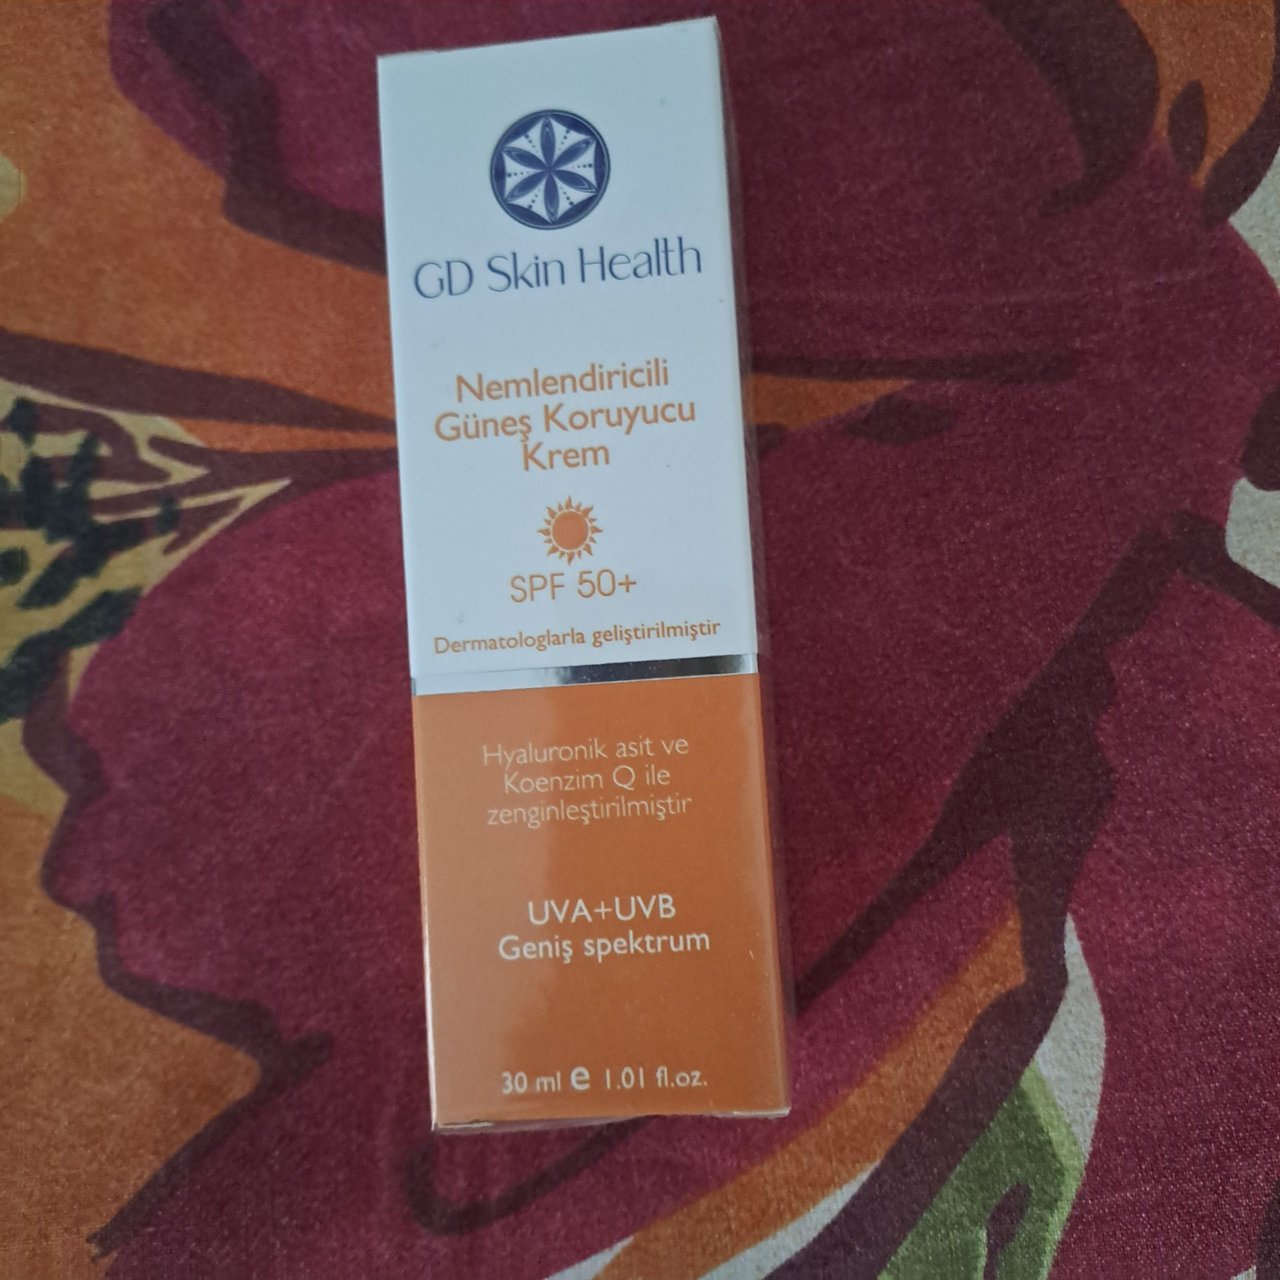 GD Skin Health
Nemlendiricili
Güneş Koruyucu
Krem
SPF 50+
Dermatologlarla geliştirilmiştir
Hyaluronik asit ve
Koenzim Q ile
zenginleştirilmiştir
UVA+UVB
Geniş spektrum
30 ml e 1.01 fl.oz.